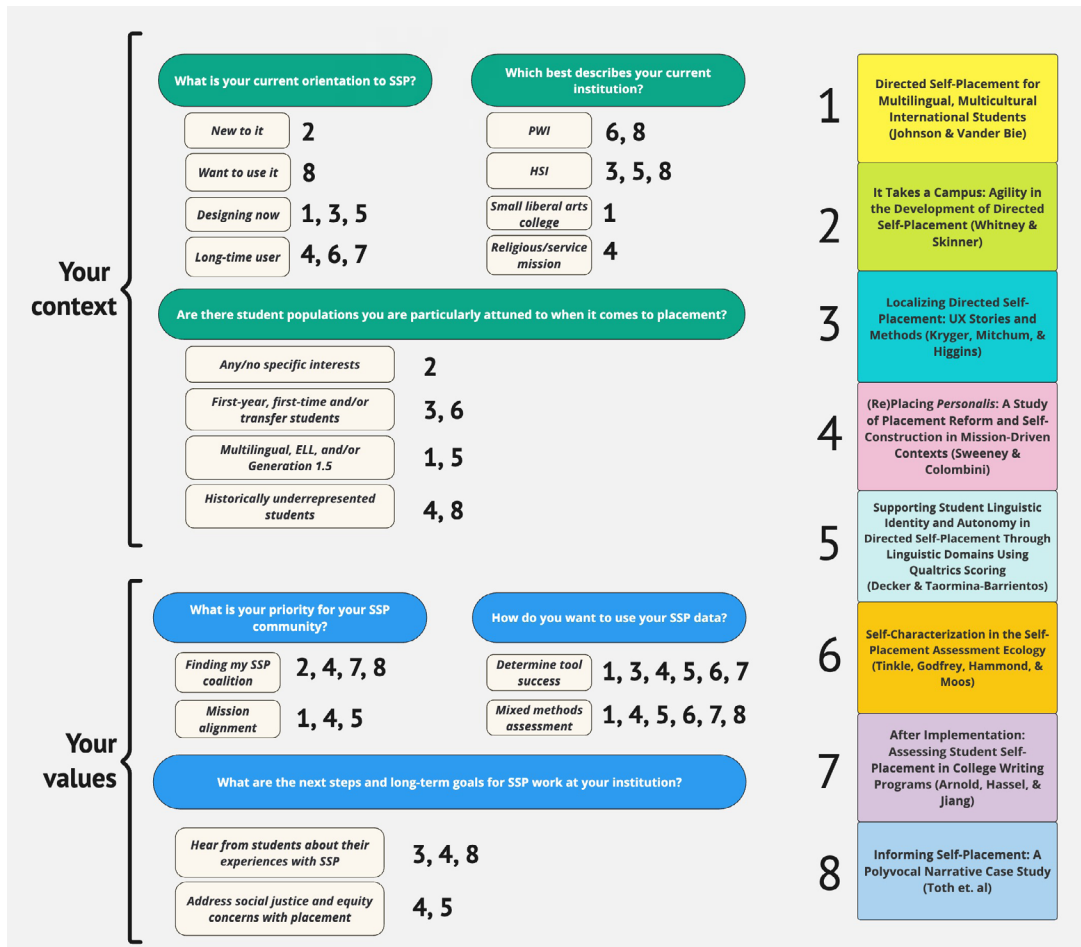 Your
context
What is your current orientation to SSP?
New to it
2
Want to use it
8
Designing now
1, 3, 5
Long-time user
4, 6, 7
Which best describes your current
institution?
PWI
6, 8
HSI
3, 5, 8
Small liberal arts
college
1
Religious/service
mission
4
Are there student populations you are particularly attuned to when it comes to placement?
Any/no specific interests
2
First-year, first-time and/or
transfer students
3, 6
Multilingual, ELL, and/or
Generation 1.5
1, 5
Historically underrepresented
students
4, 8
Your
values
What is your priority for your SSP
community?
Finding my SSP
coalition
2, 4, 7, 8
Mission
alignment
1, 4, 5
How do you want to use your SSP data?
Determine tool
success
1, 3, 4, 5, 6, 7
Mixed methods
assessment
1, 4, 5, 6, 7, 8
What are the next steps and long-term goals for SSP work at your institution?
Hear from students about their
experiences with SSP
3, 4, 8
Address social justice and equity
concerns with placement
4, 5
1
Directed Self-Placement for
Multilingual, Multicultural
International Students
(Johnson & Vander Bie)
2
It Takes a Campus: Agility in
the Development of Directed
Self-Placement (Whitney &
Skinner)
3
Localizing Directed Self-
Placement: UX Stories and
Methods (Kryger, Mitchum, &
Higgins)
4
(Re)Placing Personalis: A Study
of Placement Reform and Self-
Construction in Mission-Driven
Contexts (Sweeney &
Colombini)
5
Supporting Student Linguistic
Identity and Autonomy in
Directed Self-Placement Through
Linguistic Domains Using
Qualtrics Scoring
(Decker & Taormina-Barrientos)
6
Self-Characterization in the Self-
Placement Assessment Ecology
(Tinkle, Godfrey, Hammond, &
Moos)
7
After Implementation:
Assessing Student Self-
Placement in College Writing
Programs (Arnold, Hassel, &
Jiang)
8
Informing Self-Placement: A
Polyvocal Narrative Case Study
(Toth et. al)